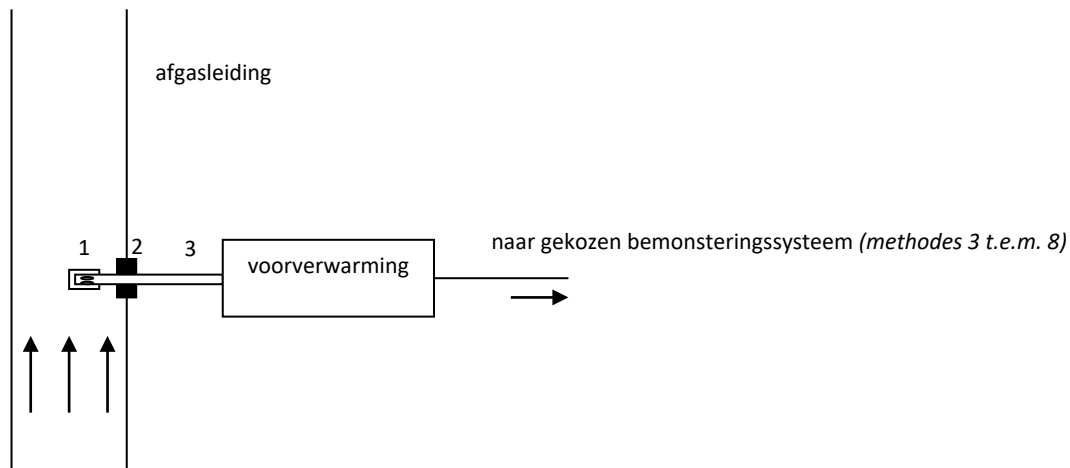 afgasleiding
1 2 3
voorverwarming
naar gekozen bemonsteringssysteem (methodes 3 t.e.m. 8)